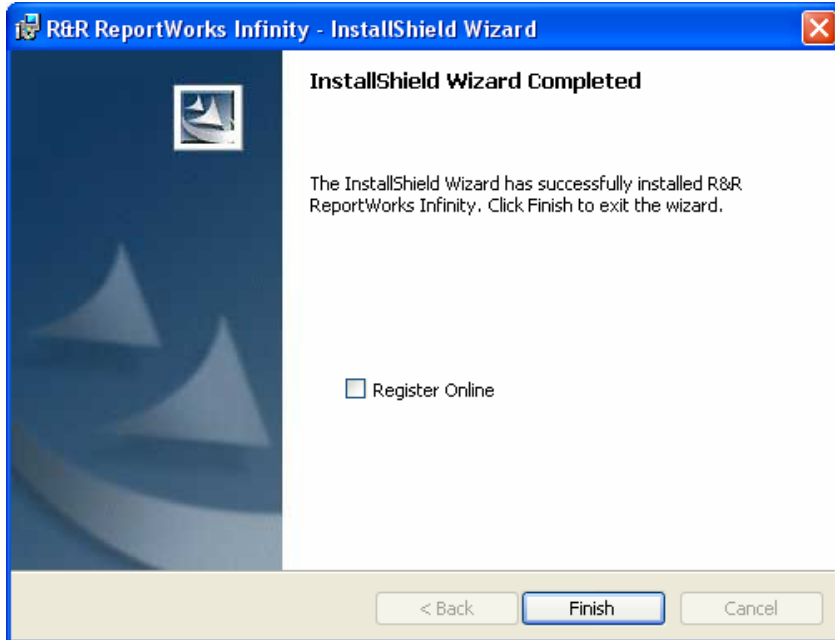 R&R ReportWorks Infinity - InstallShield Wizard
InstallShield Wizard Completed
The InstallShield Wizard has successfully installed R&R
ReportWorks Infinity. Click Finish to exit the wizard.
Register Online
< Back
Finish
Cancel